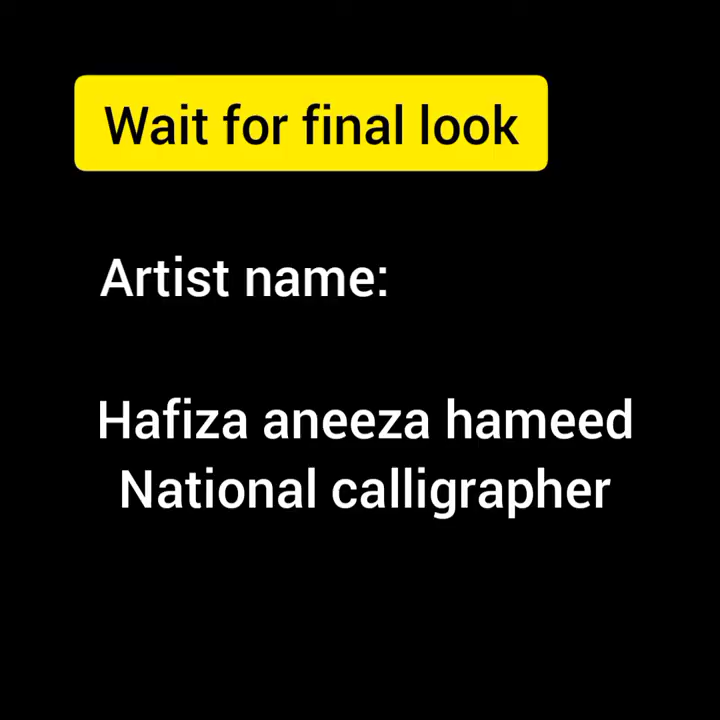 Wait for final look
Artist name:
Hafiza aneeza hameed
National calligrapher